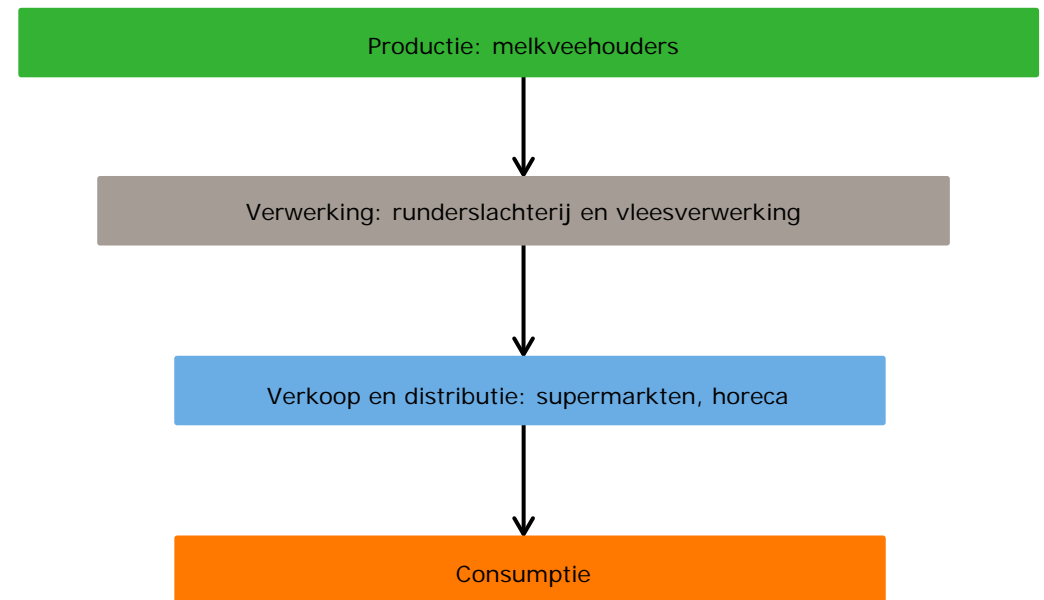 Productie: melkveehouders
Verwerking: runderslachterij en vleesverwerking
Verkoop en distributie: supermarkten, horeca
Consumptie